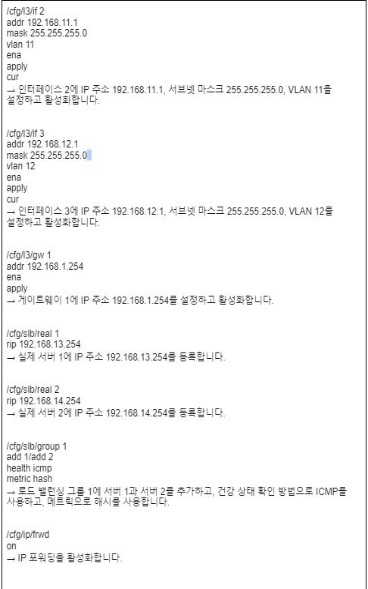 /cfg/l3/if 2
addr 192.168.11.1
mask 255.255.255.0
vlan 11
ena
apply
cur
→ 인터페이스 2에 IP 주소 192.168.11.1, 서브넷 마스크 255.255.255.0, VLAN 11을
설정하고 활성화합니다.
/cfg/l3/if 3
addr 192.168.12.1
mask 255.255.255.0
vlan 12
ena
apply
cur
→ 인터페이스 3에 IP 주소 192.168.12.1, 서브넷 마스크 255.255.255.0, VLAN 12를
설정하고 활성화합니다.
/cfg/l3/gw 1
addr 192.168.1.254
ena
apply
→ 게이트웨이 1에 IP 주소 192.168.1.254를 설정하고 활성화합니다.
/cfg/slb/real 1
rip 192.168.13.254
→ 실제 서버 1에 IP 주소 192.168.13.254를 등록합니다.
/cfg/slb/real 2
rip 192.168.14.254
→ 실제 서버 2에 IP 주소 192.168.14.254를 등록합니다.
/cfg/slb/group 1
add 1/add 2
health icmp
metric hash
→ 로드 밸런싱 그룹 1에 서버 1과 서버 2를 추가하고, 건강 상태 확인 방법으로 ICMP를
사용하고, 메트릭으로 해시를 사용합니다.
/cfg/ip/frwd
on
→ IP 포워딩을 활성화합니다.